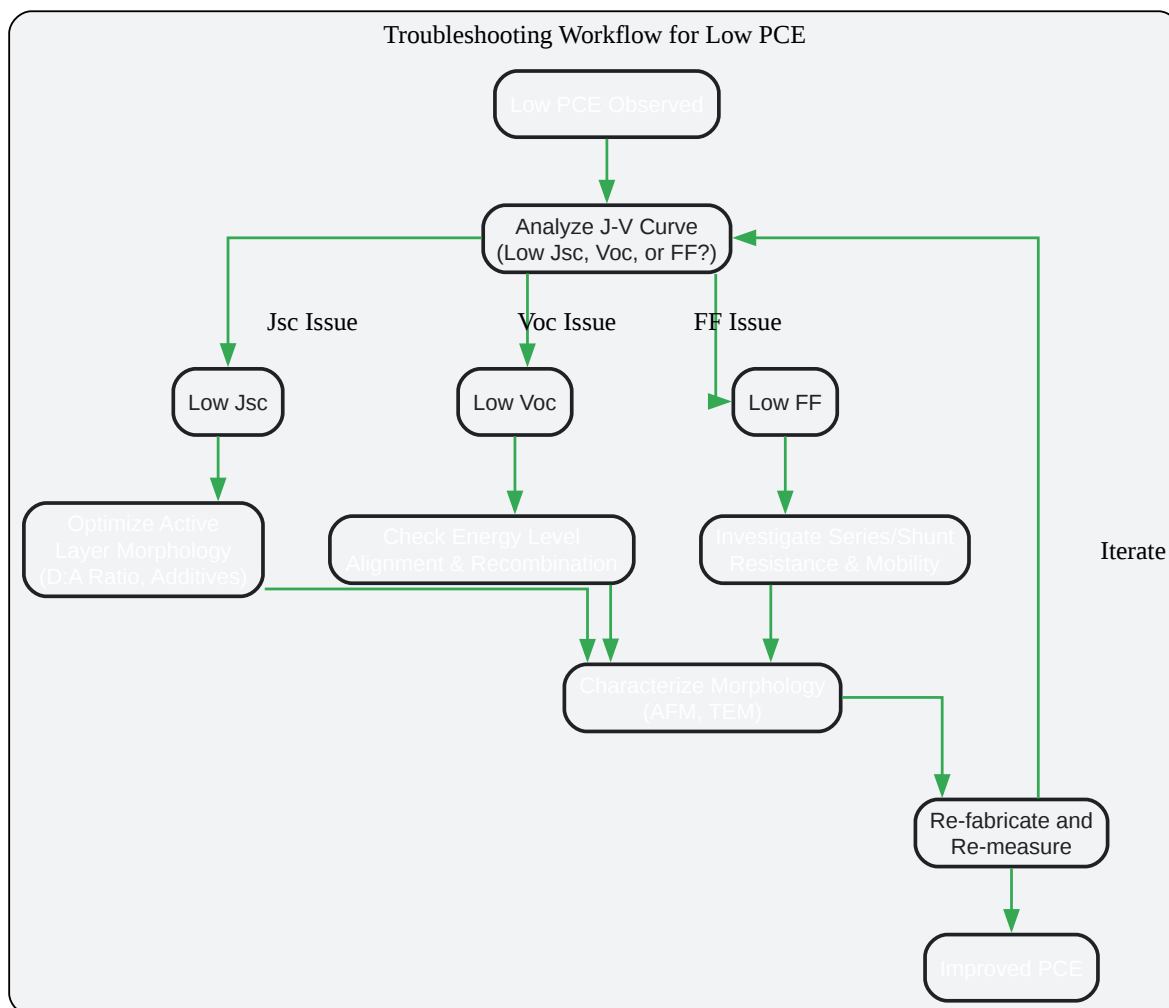 Troubleshooting Workflow for Low PCE
Low PCE Observed
Analyze J-V Curve
(Low Jsc, Voc, or FF?)
Jsc Issue
Voc Issue
FF Issue
Low Jsc
Low Voc
Low FF
Optimize Active
Layer Morphology
(D:A Ratio, Additives)
Check Energy Level
Alignment & Recombination
Investigate Series/Shunt
Resistance & Mobility
Iterate
Characterize Morphology
(AFM, TEM)
Re-fabricate and
Re-measure
Improved PCE